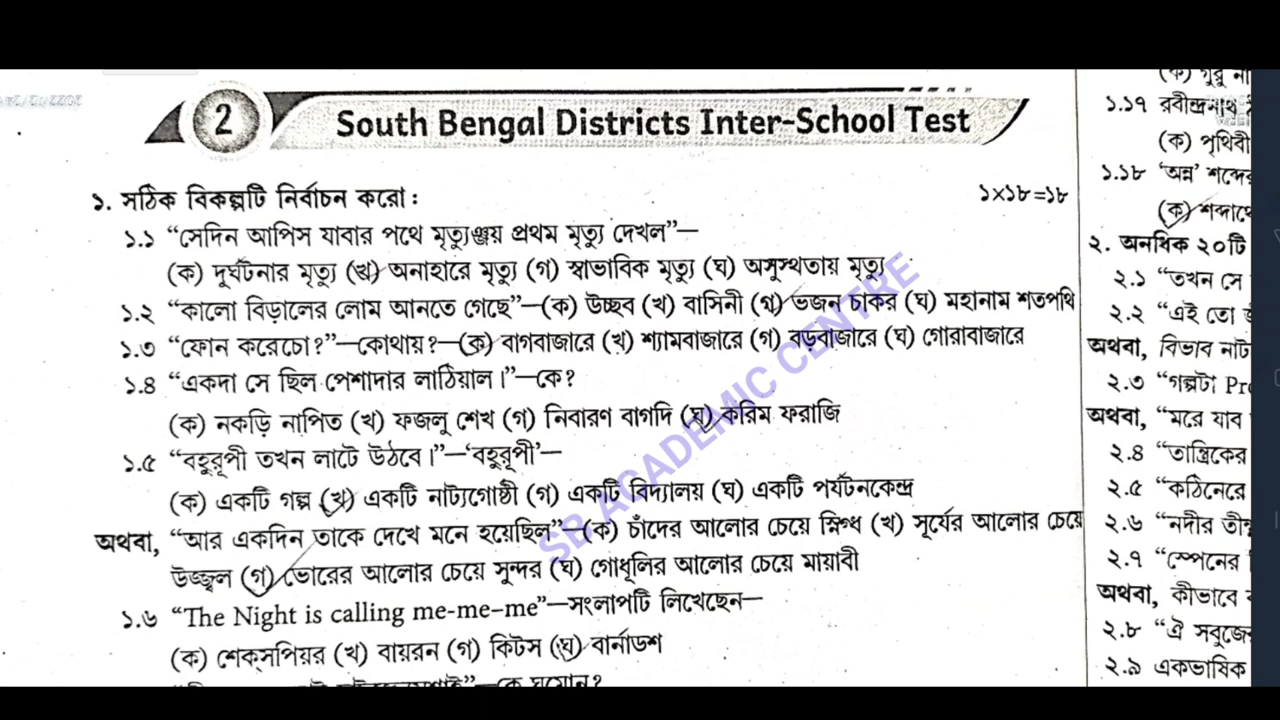 2
South Bengal Districts Inter-School Test
১. সঠিক বিকল্পটি নির্বাচন করো : ১×১৮=১৮
১.১ “সেদিন আপিস যাবার পথে মৃত্যুঞ্জয় প্রথম মৃত্যু দেখল”—
(ক) দুর্ঘটনার মৃত্যু (খ) অনাহারে মৃত্যু (গ) স্বাভাবিক মৃত্যু (ঘ) অসুস্থতায় মৃত্যু
১.২ “কালো বিড়ালের লোম আনতে গেছে”—(ক) উচ্ছব (খ) বাসিনী (গ) ভজন চাকর (ঘ) মহানাম শতপথি
১.৩ “ফোন করেচো?”—কোথায়?—(ক) বাগবাজারে (খ) শ্যামবাজারে (গ) বড়বাজারে (ঘ) গোরাবাজারে
১.৪ “একদা সে ছিল পেশাদার লাঠিয়াল।”—কে?
(ক) নকড়ি নাপিত (খ) ফজলু শেখ (গ) নিবারণ বাগদি (ঘ) করিম ফরাজি
১.৫ “বহুরূপী তখন লাটে উঠবে।”—‘বহুরূপী’—
(ক) একটি গল্প (খ) একটি নাট্যগোষ্ঠী (গ) একটি বিদ্যালয় (ঘ) একটি পর্যটনকেন্দ্র
অথবা, “আর একদিন তাকে দেখে মনে হয়েছিল”—(ক) চাঁদের আলোর চেয়ে স্নিগ্ধ (খ) সূর্যের আলোর চেয়ে
উজ্জ্বল (গ) ভোরের আলোর চেয়ে সুন্দর (ঘ) গোধূলির আলোর চেয়ে মায়াবী
১.৬ “The Night is calling me-me-me”—সংলাপটি লিখেছেন—
(ক) শেক্‌সপিয়র (খ) বায়রন (গ) কিটস (ঘ) বার্নাডশ
SB ACADEMIC CENTRE
১.১৭ রবীন্দ্রনাথ
(ক) পৃথিবী
১.১৮ ‘অন্ন’ শব্দের
(ক) শব্দার্থে
২. অনধিক ২০টি
২.১ “তখন সে
২.২ “এই তো
অথবা, বিভাব নাট
২.৩ “গল্পটা Pro
অথবা, “মরে যাব
২.৪ “তান্ত্রিকের
২.৫ “কঠিনেরে
২.৬ “নদীর তীব্
২.৭ “স্পেনের
অথবা, কীভাবে
২.৮ “ঐ সবুজের
২.৯ একভাষিক